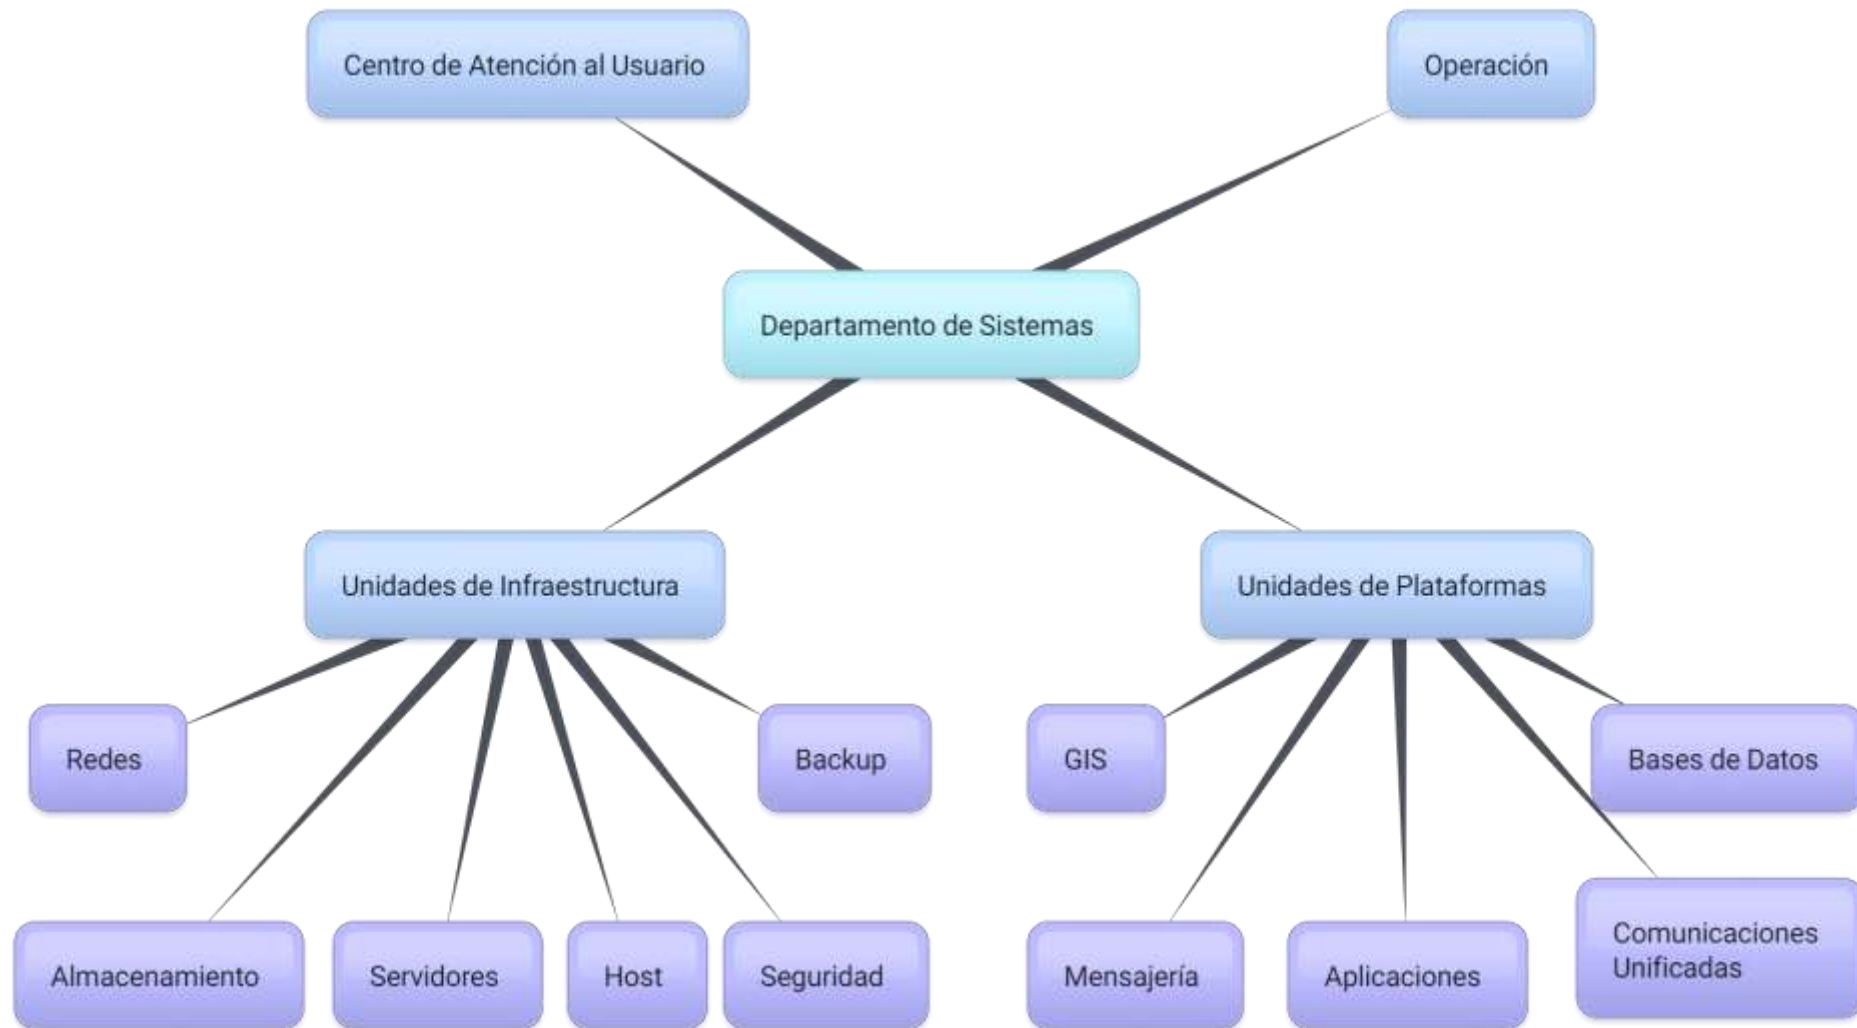 Centro de Atención al Usuario
Operación
Departamento de Sistemas
Unidades de Infraestructura
Unidades de Plataformas
Redes
Backup
GIS
Bases de Datos
Almacenamiento
Servidores
Host
Seguridad
Mensajería
Aplicaciones
Comunicaciones
Unificadas